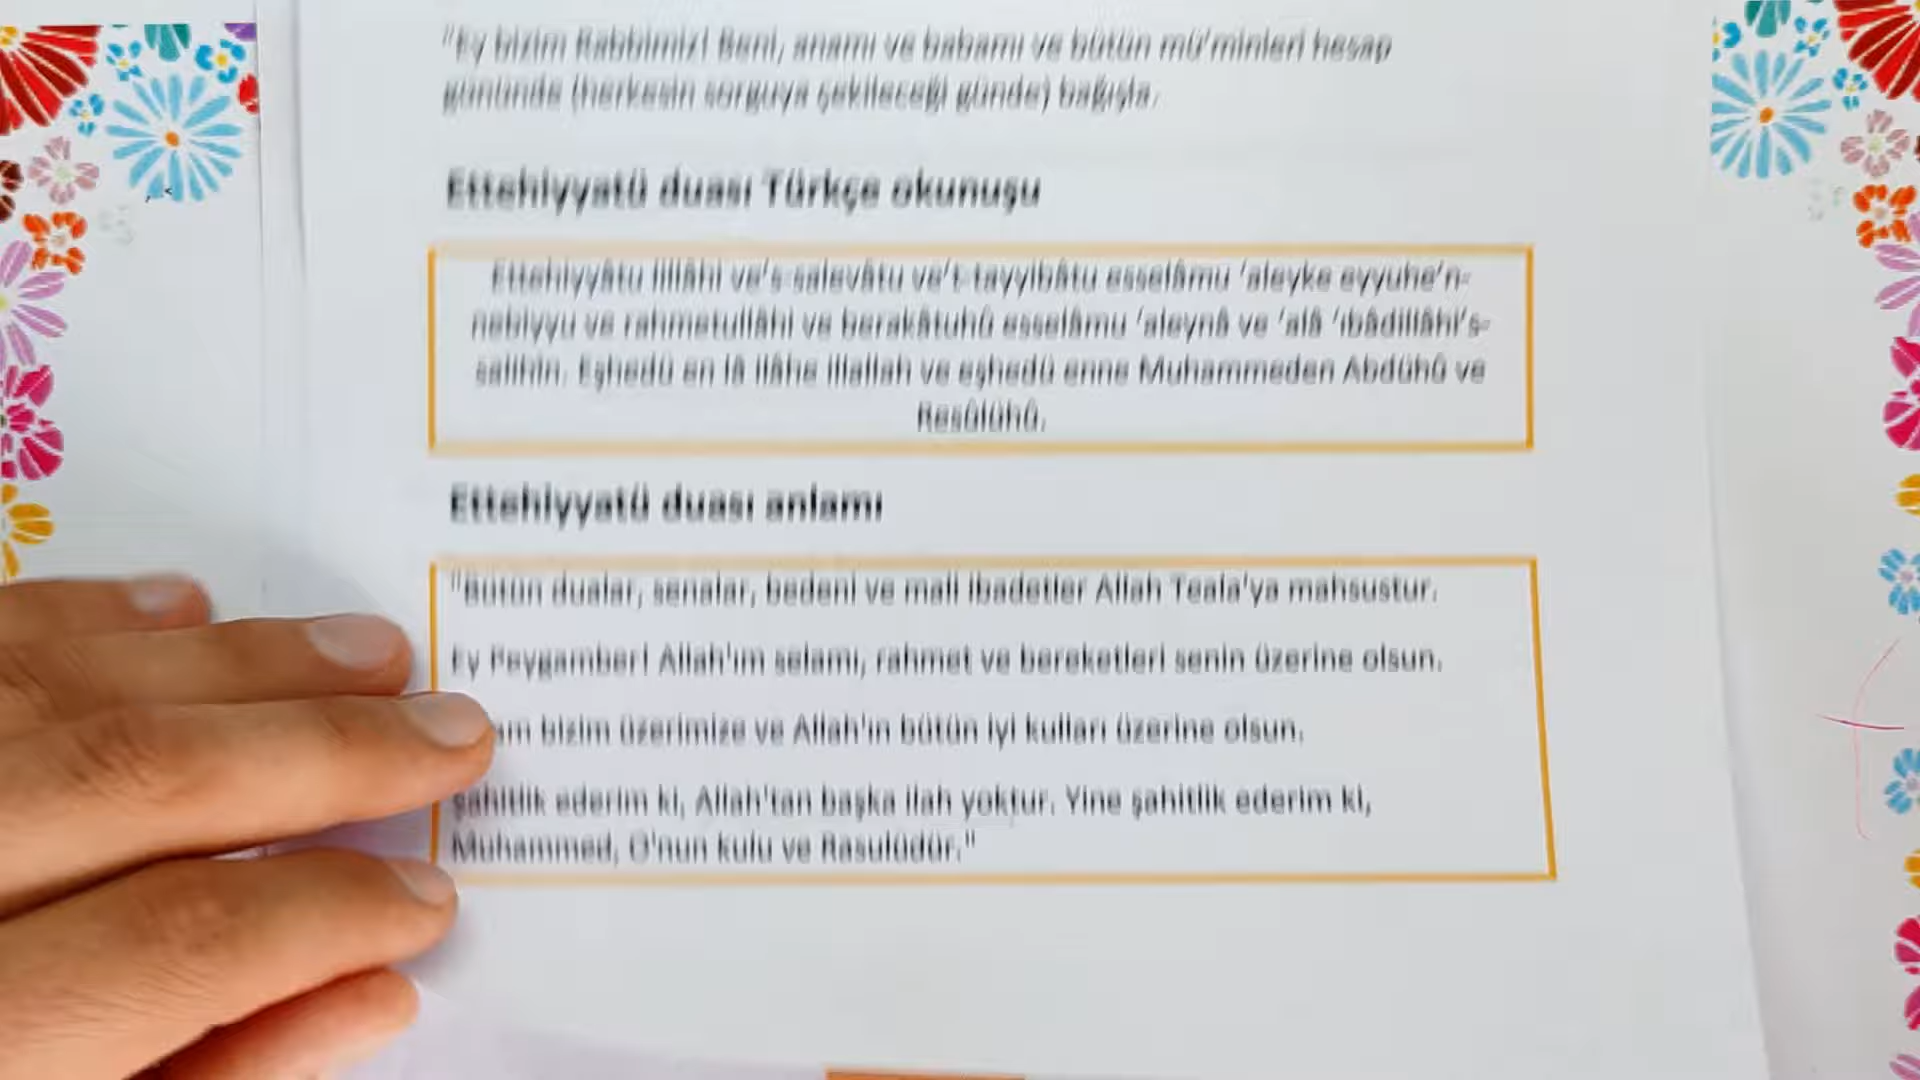 "Ey bizim Rabbimiz! Beni, anamı ve babamı ve bütün mü'minleri hesap
gününde (herkesin sorguya çekileceği günde) bağışla.
Ettehiyyatü duası Türkçe okunuşu
Ettehiyyâtu lillâhi ve's-salevâtu ve't-tayyibâtu esselâmu 'aleyke eyyuhe'n-
nebiyyu ve rahmetullâhi ve berakâtuhû esselâmu 'aleynâ ve 'alâ 'ıbâdillâhi's-
salihîn. Eşhedü en lâ ilâhe illallah ve eşhedü enne Muhammeden Abdühû ve
Resûlühû.
Ettehiyyatü duası anlamı
"Bütün dualar, senalar, bedeni ve mali ibadetler Allah Teala'ya mahsustur.
Ey Peygamber! Allah'ım selamı, rahmet ve bereketleri senin üzerine olsun.
bizim üzerimize ve Allah'ın bütün iyi kulları üzerine olsun.
Şahitlik ederim ki, Allah'tan başka ilah yoktur. Yine şahitlik ederim ki,
Muhammed, O'nun kulu ve Rasulüdür."